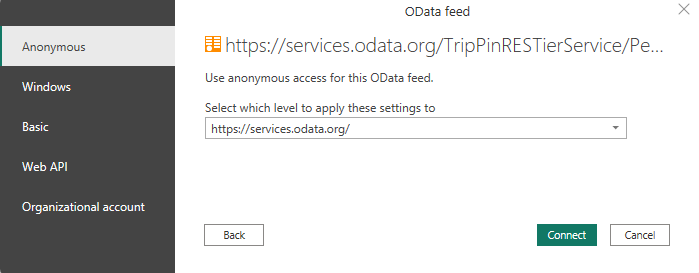 OData feed
Anonymous
Windows
Basic
Web API
Organizational account
https://services.odata.org/TripPinRESTierService/Pe...
Use anonymous access for this OData feed.
Select which level to apply these settings to
https://services.odata.org/
Back
Connect
Cancel